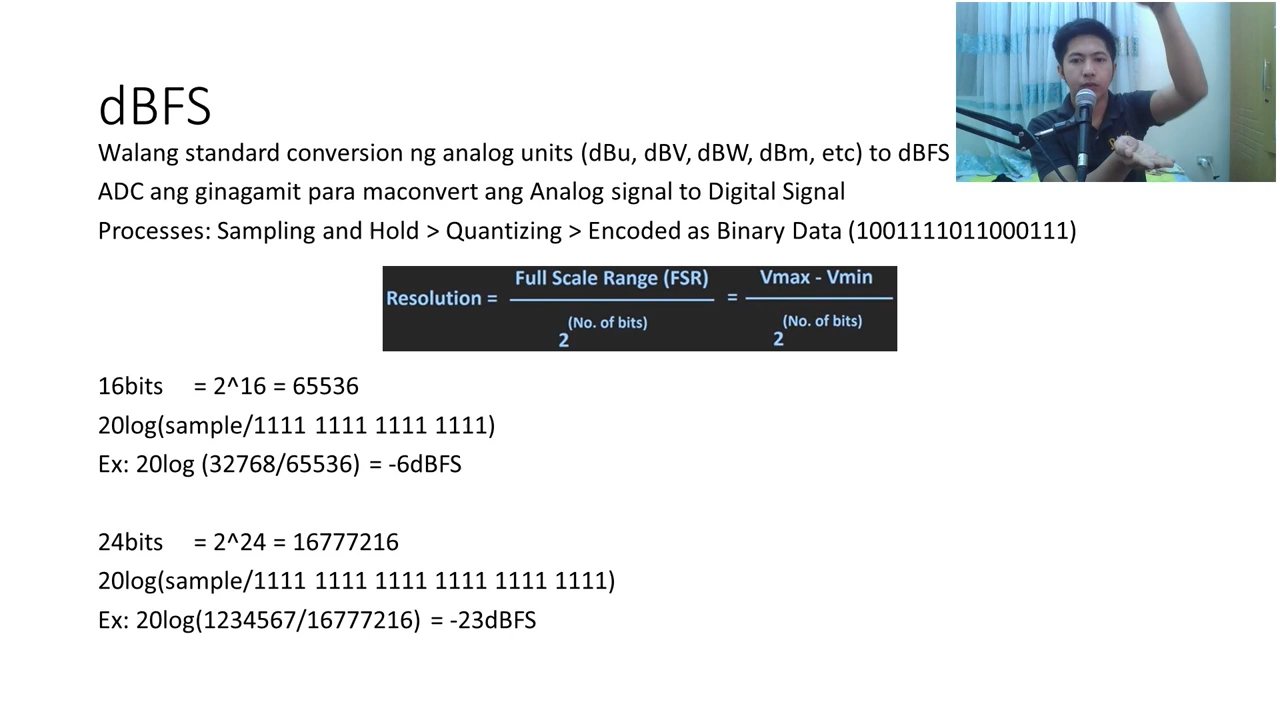 dBFS
Walang standard conversion ng analog units (dBu, dBV, dBW, dBm, etc) to dBFS
ADC ang ginagamit para maconvert ang Analog signal to Digital Signal
Processes: Sampling and Hold > Quantizing > Encoded as Binary Data (1001111011000111)
Resolution = Full Scale Range (FSR) / 2^(No. of bits) = Vmax - Vmin / 2^(No. of bits)
16bits = 2^16 = 65536
20log(sample/1111 1111 1111 1111)
Ex: 20log (32768/65536) = -6dBFS
24bits = 2^24 = 16777216
20log(sample/1111 1111 1111 1111 1111 1111)
Ex: 20log(1234567/16777216) = -23dBFS